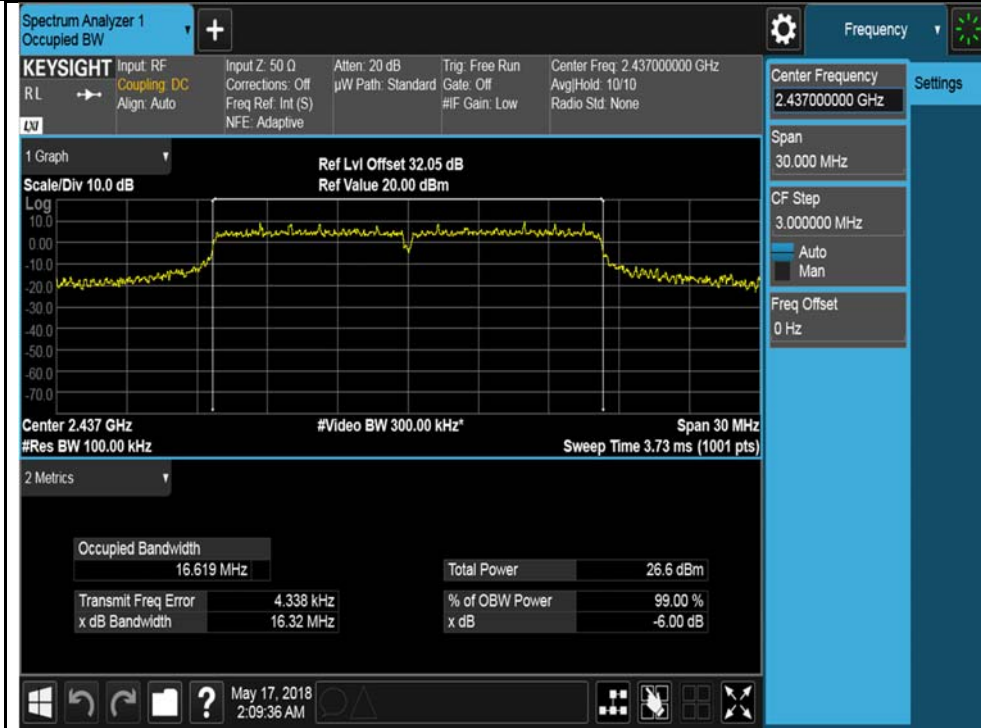 Spectrum Analyzer 1
Occupied BW
+
Frequency
KEYSIGHT
RL
LXI
Input: RF
Coupling: DC
Align: Auto
Input Z: 50 Ω
Corrections: Off
Freq Ref: Int (S)
NFE: Adaptive
Atten: 20 dB
µW Path: Standard
Trig: Free Run
Gate: Off
#IF Gain: Low
Center Freq: 2.437000000 GHz
Avg|Hold: 10/10
Radio Std: None
Center Frequency
2.437000000 GHz
Settings
Span
30.000 MHz
CF Step
3.000000 MHz
Auto
Man
Freq Offset
0 Hz
1 Graph
Scale/Div 10.0 dB
Ref Lvl Offset 32.05 dB
Ref Value 20.00 dBm
Log
10.0
0.00
-10.0
-20.0
-30.0
-40.0
-50.0
-60.0
-70.0
Center 2.437 GHz
#Video BW 300.00 kHz*
Span 30 MHz
#Res BW 100.00 kHz
Sweep Time 3.73 ms (1001 pts)
2 Metrics
Occupied Bandwidth
16.619 MHz
Total Power 26.6 dBm
Transmit Freq Error 4.338 kHz
% of OBW Power 99.00 %
x dB Bandwidth 16.32 MHz
x dB -6.00 dB
?
May 17, 2018
2:09:36 AM